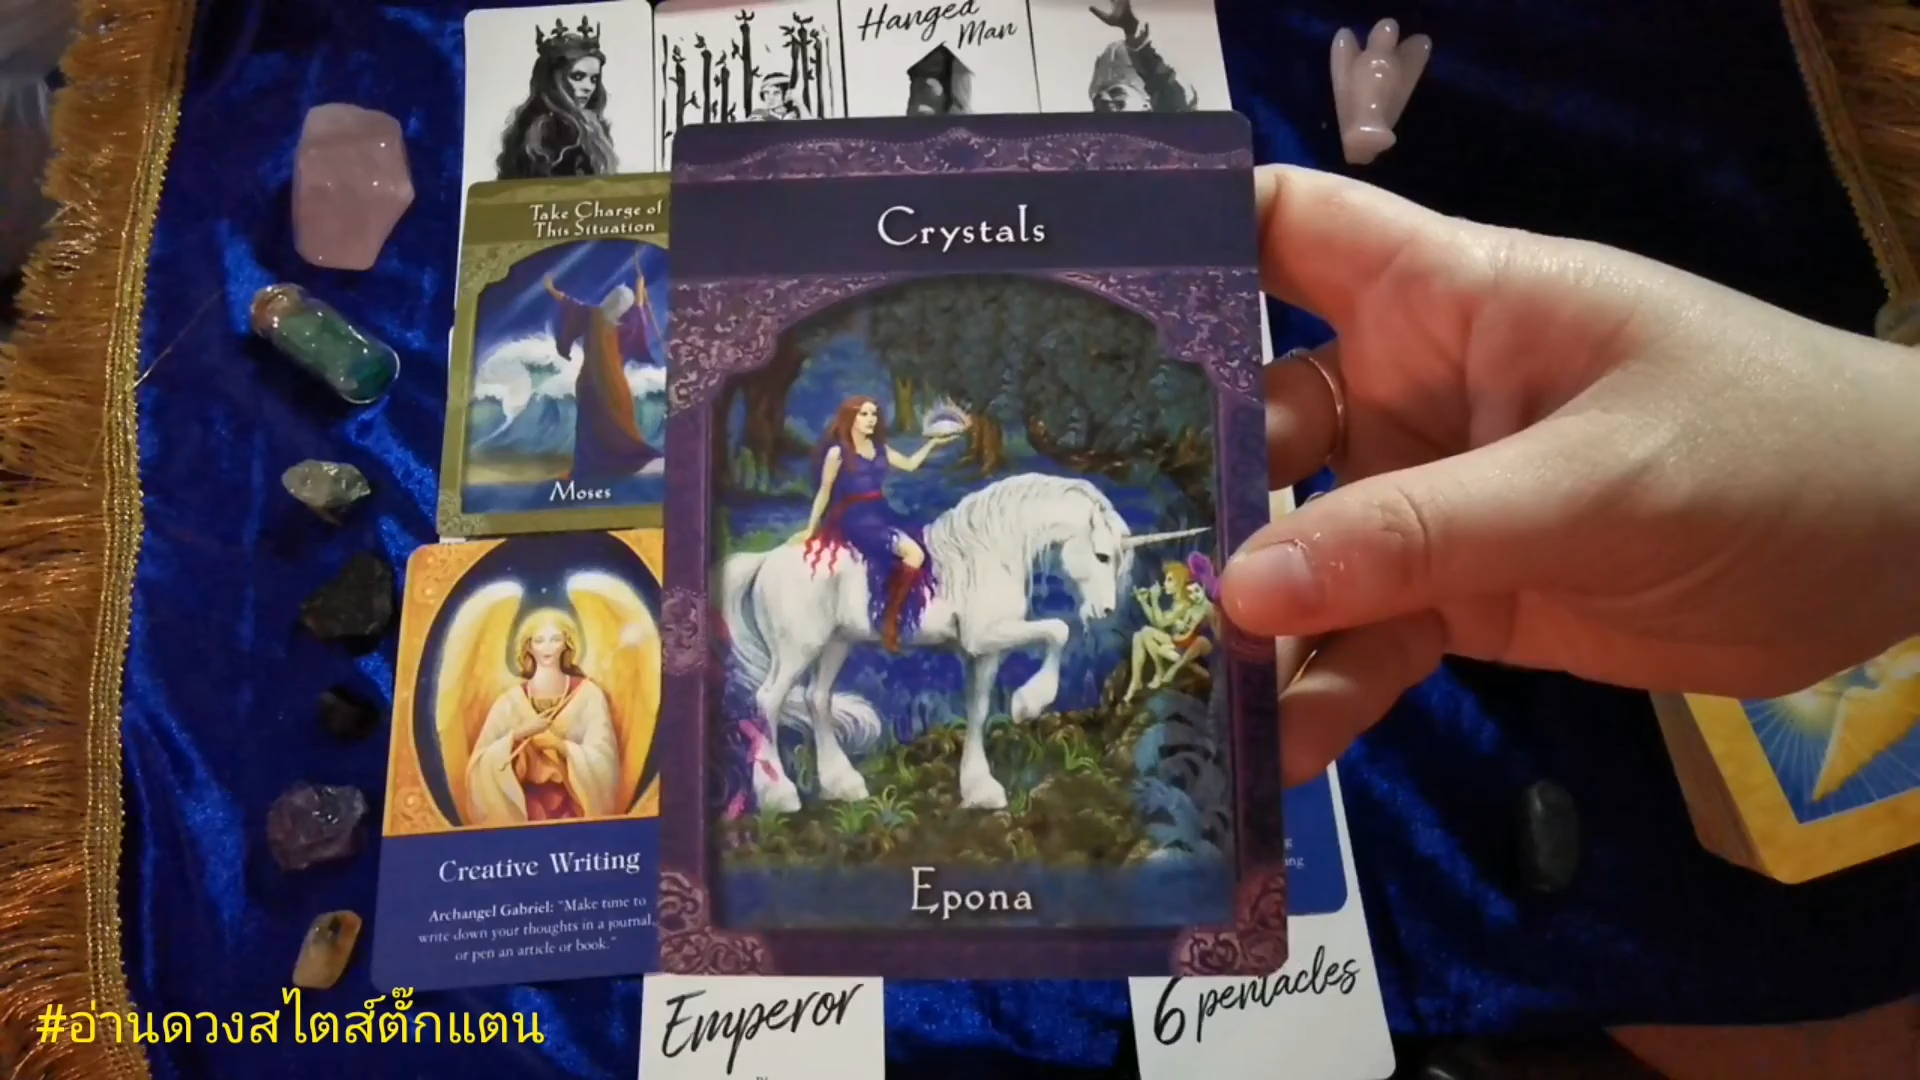 Hanged
Man
Take Charge of
This Situation
Moses
Crystals
Epona
Creative Writing
Archangel Gabriel: "Make time to
write down your thoughts in a journal,
or pen an article or book."
Emperor
6 pentacles
#อ่านดวงสไตส์ตั๊กแตน